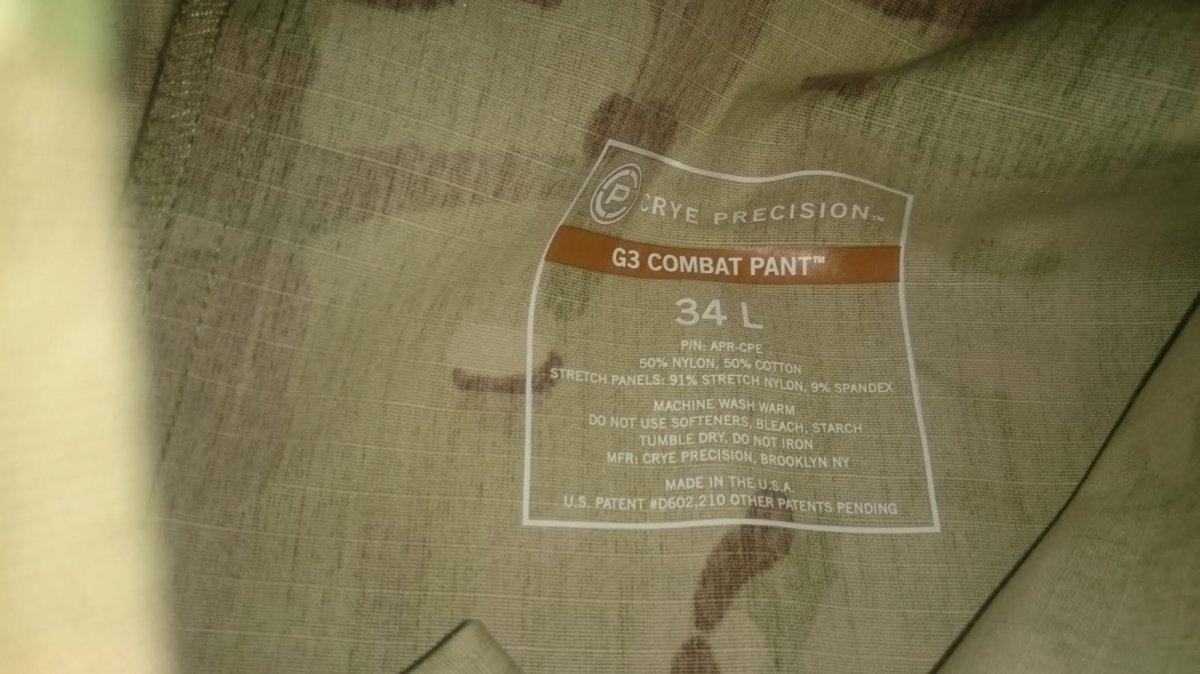 CP CRYE PRECISION™
G3 COMBAT PANT™
34 L
P/N: APR-CPE
50% NYLON, 50% COTTON
STRETCH PANELS: 91% STRETCH NYLON, 9% SPANDEX
MACHINE WASH WARM
DO NOT USE SOFTENERS, BLEACH, STARCH
TUMBLE DRY, DO NOT IRON
MFR: CRYE PRECISION, BROOKLYN NY
MADE IN THE U.S.A.
U.S. PATENT #D602,210 OTHER PATENTS PENDING